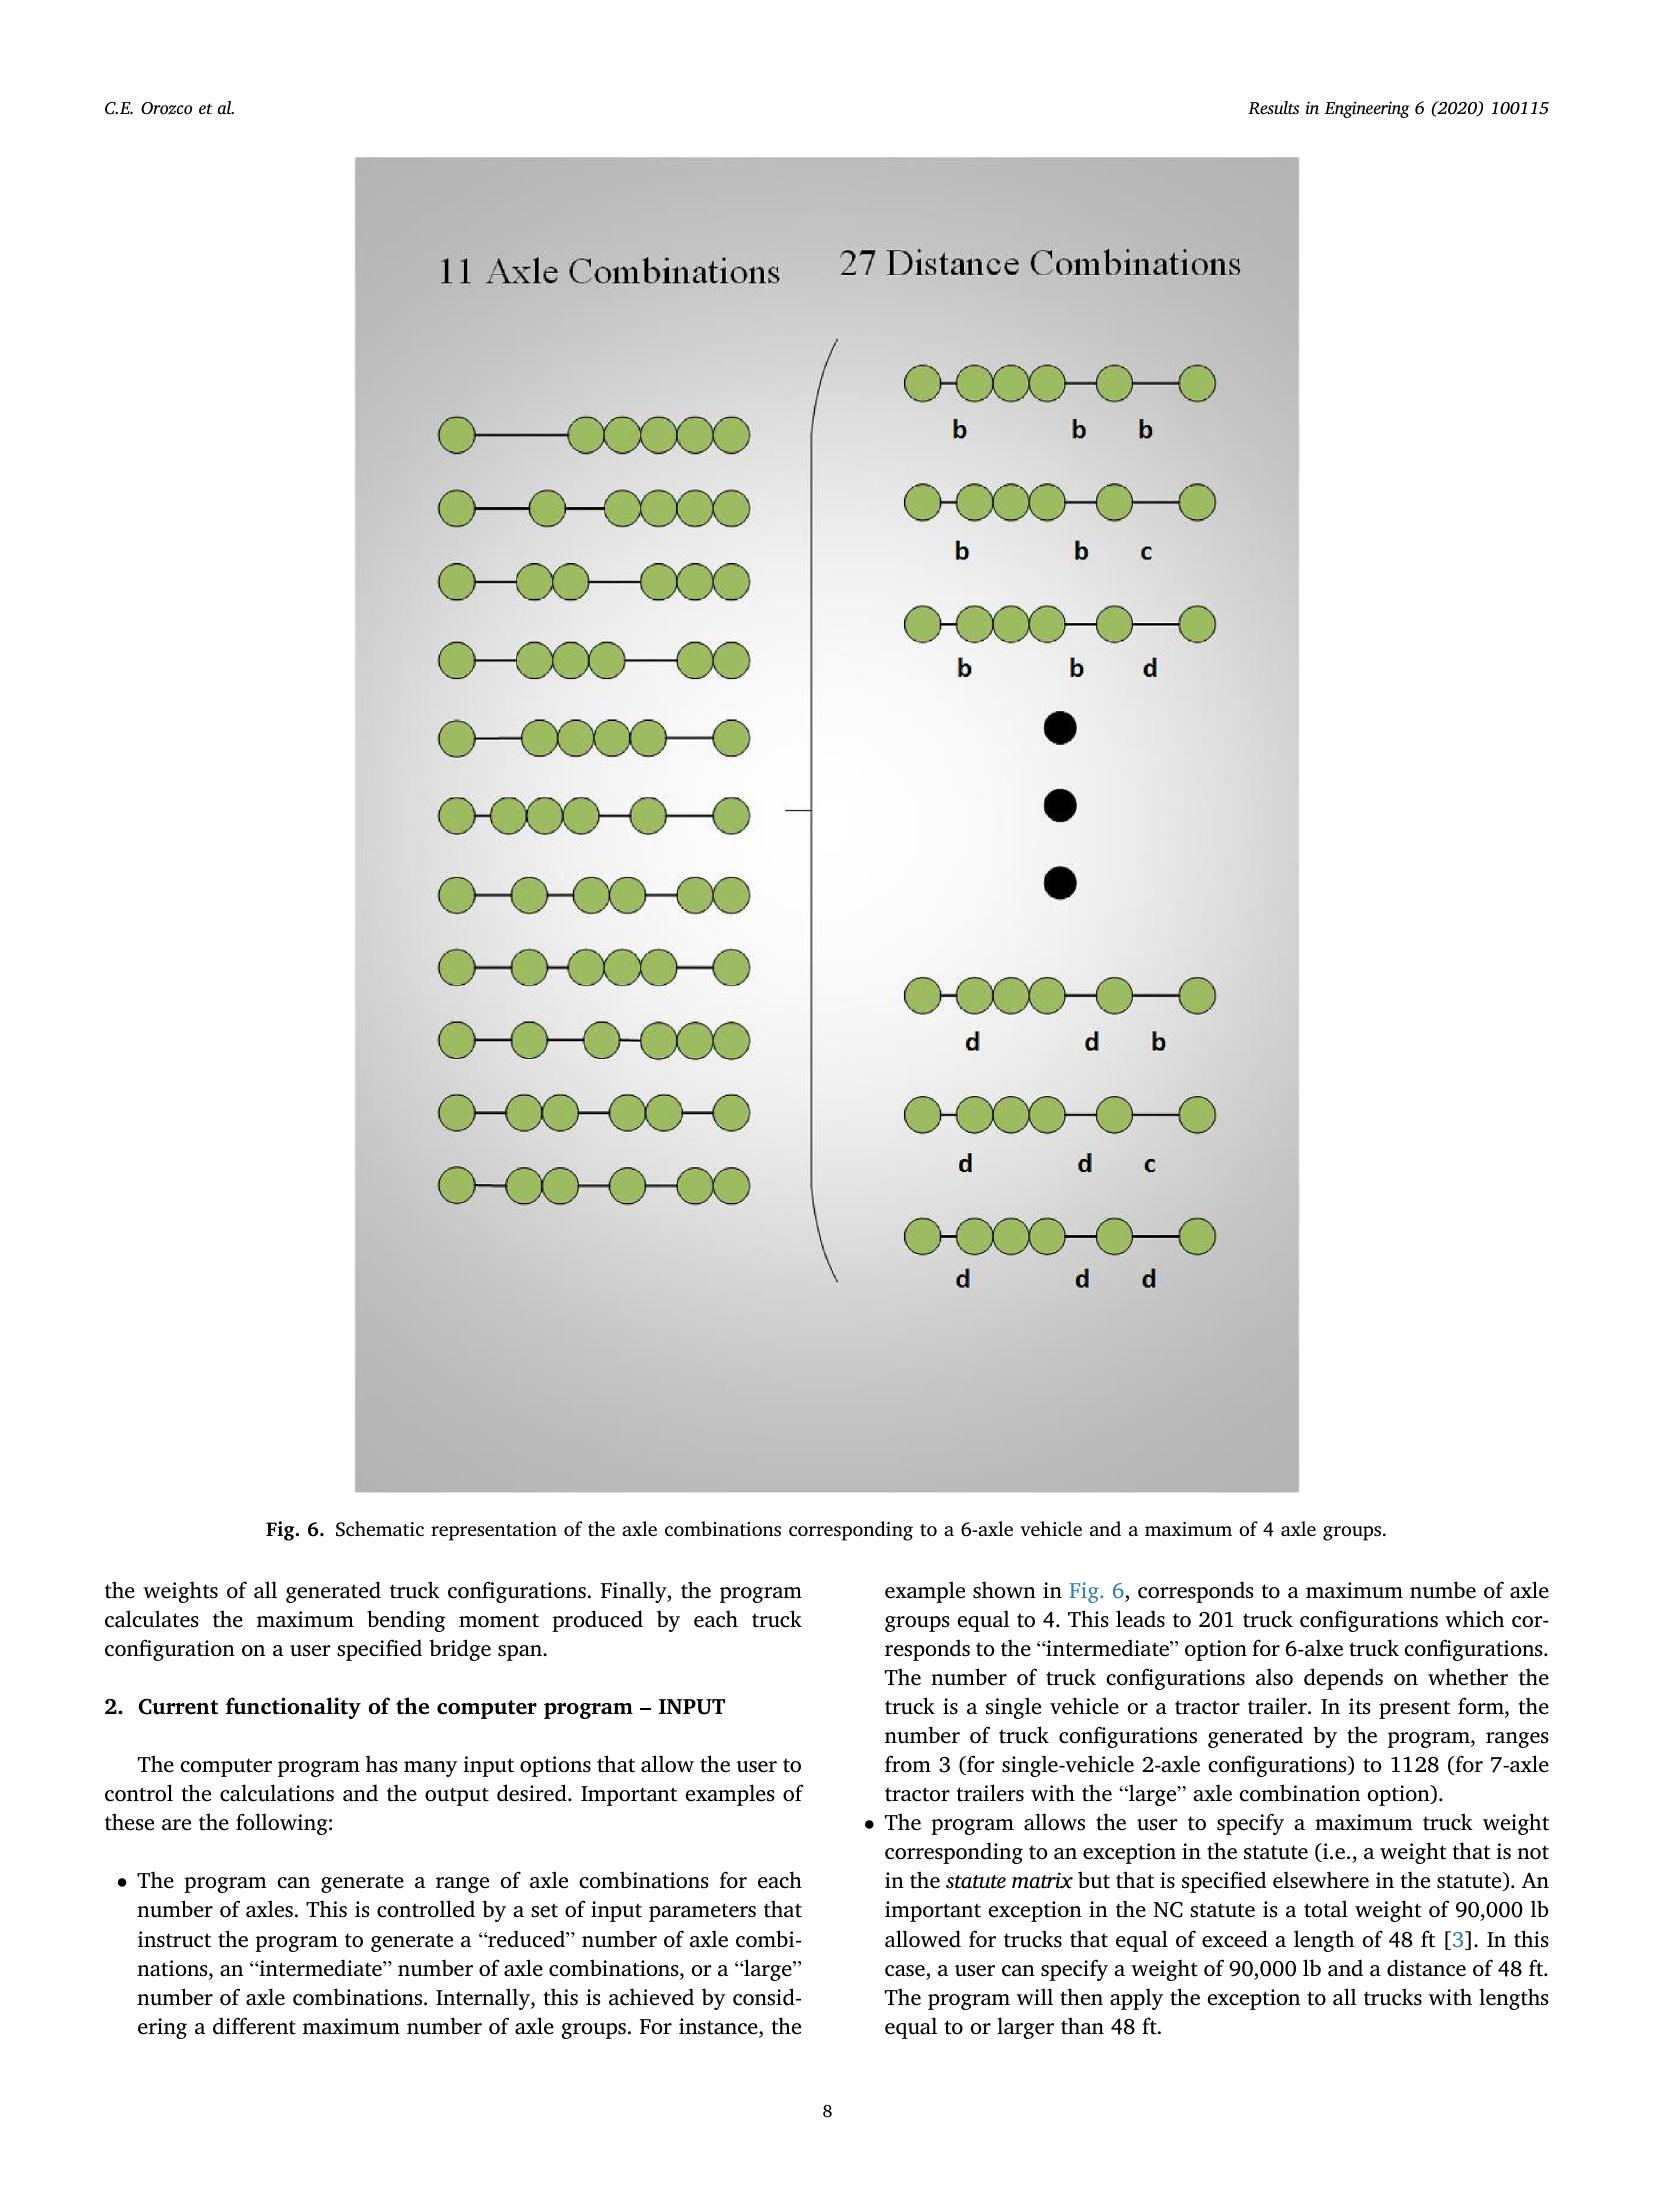 C.E. Orozco et al.
Results in Engineering 6 (2020) 100115
11 Axle Combinations
27 Distance Combinations
b b b
b b c
b b d
d d b
d d c
d d d
Fig. 6. Schematic representation of the axle combinations corresponding to a 6-axle vehicle and a maximum of 4 axle groups.
the weights of all generated truck configurations. Finally, the program
calculates the maximum bending moment produced by each truck
configuration on a user specified bridge span.
2. Current functionality of the computer program – INPUT
The computer program has many input options that allow the user to
control the calculations and the output desired. Important examples of
these are the following:
• The program can generate a range of axle combinations for each
number of axles. This is controlled by a set of input parameters that
instruct the program to generate a “reduced” number of axle combi-
nations, an “intermediate” number of axle combinations, or a “large”
number of axle combinations. Internally, this is achieved by consid-
ering a different maximum number of axle groups. For instance, the
example shown in Fig. 6, corresponds to a maximum numbe of axle
groups equal to 4. This leads to 201 truck configurations which cor-
responds to the “intermediate” option for 6-alxe truck configurations.
The number of truck configurations also depends on whether the
truck is a single vehicle or a tractor trailer. In its present form, the
number of truck configurations generated by the program, ranges
from 3 (for single-vehicle 2-axle configurations) to 1128 (for 7-axle
tractor trailers with the “large” axle combination option).
• The program allows the user to specify a maximum truck weight
corresponding to an exception in the statute (i.e., a weight that is not
in the statute matrix but that is specified elsewhere in the statute). An
important exception in the NC statute is a total weight of 90,000 lb
allowed for trucks that equal of exceed a length of 48 ft [3]. In this
case, a user can specify a weight of 90,000 lb and a distance of 48 ft.
The program will then apply the exception to all trucks with lengths
equal to or larger than 48 ft.
8